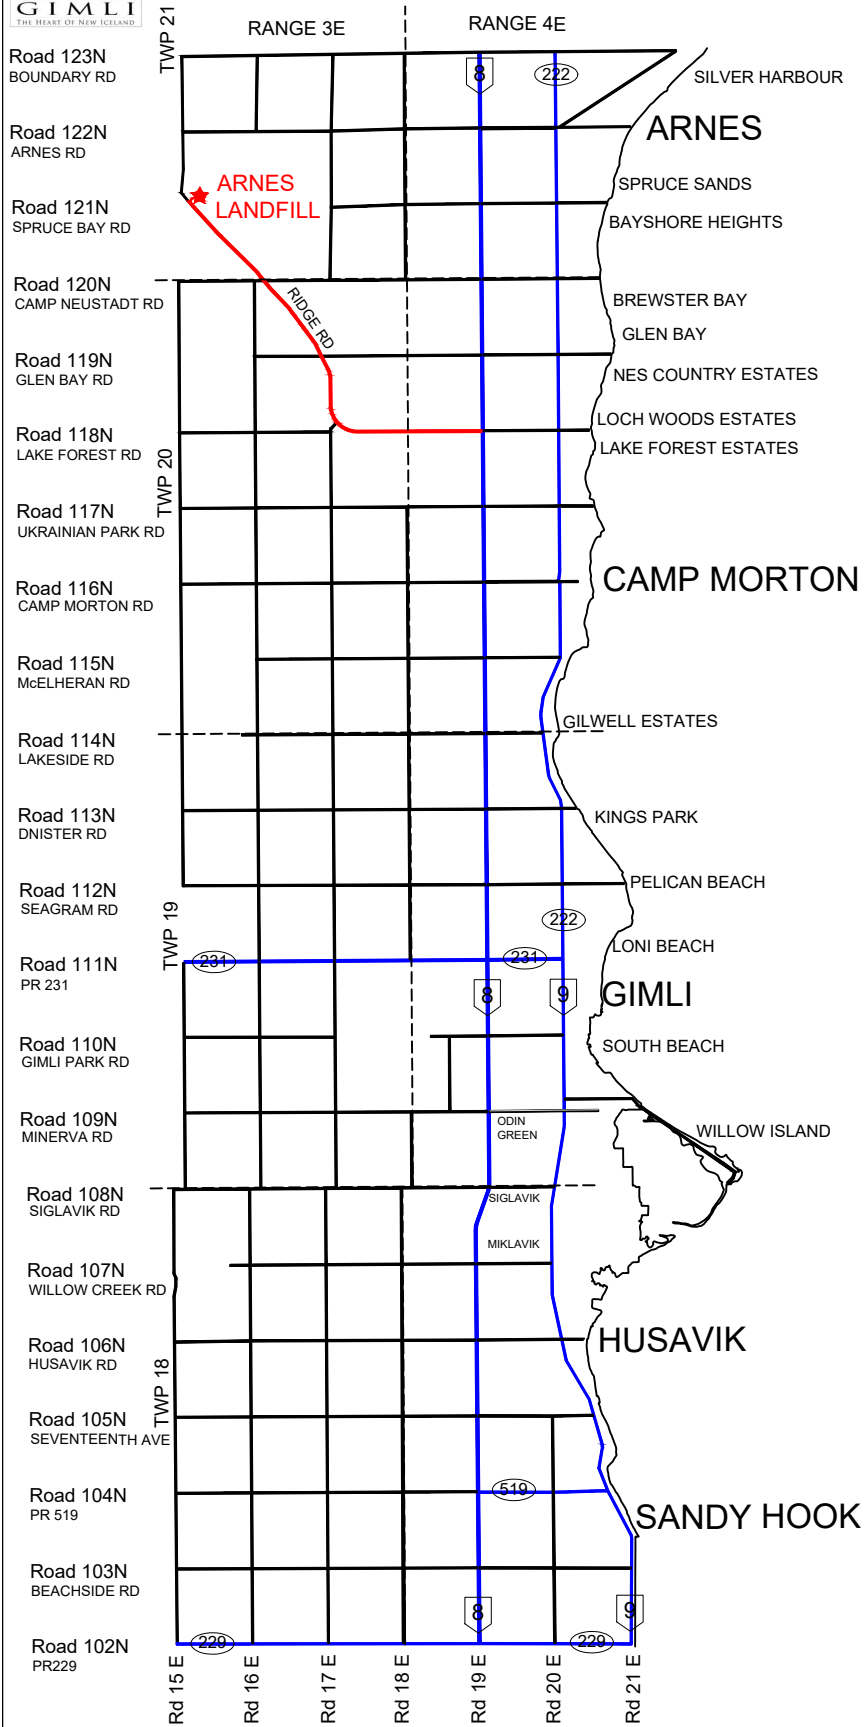 GIMLI
THE HEART OF NEW ICELAND
TWP 21
RANGE 3E
RANGE 4E
Road 123N
BOUNDARY RD
8
222
SILVER HARBOUR
Road 122N
ARNES RD
ARNES
ARNES
LANDFILL
SPRUCE SANDS
Road 121N
SPRUCE BAY RD
BAYSHORE HEIGHTS
Road 120N
CAMP NEUSTADT RD
RIDGE RD
BREWSTER BAY
GLEN BAY
Road 119N
GLEN BAY RD
NES COUNTRY ESTATES
LOCH WOODS ESTATES
Road 118N
LAKE FOREST RD
LAKE FOREST ESTATES
TWP 20
Road 117N
UKRAINIAN PARK RD
Road 116N
CAMP MORTON RD
CAMP MORTON
Road 115N
McELHERAN RD
GILWELL ESTATES
Road 114N
LAKESIDE RD
Road 113N
DNISTER RD
KINGS PARK
Road 112N
SEAGRAM RD
PELICAN BEACH
TWP 19
222
LONI BEACH
Road 111N
PR 231
231
231
8
9
GIMLI
Road 110N
GIMLI PARK RD
SOUTH BEACH
Road 109N
MINERVA RD
ODIN
GREEN
WILLOW ISLAND
Road 108N
SIGLAVIK RD
SIGLAVIK
MIKLAVIK
Road 107N
WILLOW CREEK RD
Road 106N
HUSAVIK RD
HUSAVIK
TWP 18
Road 105N
SEVENTEENTH AVE
Road 104N
PR 519
519
SANDY HOOK
Road 103N
BEACHSIDE RD
8
9
Road 102N
PR229
229
229
Rd 15 E
Rd 16 E
Rd 17 E
Rd 18 E
Rd 19 E
Rd 20 E
Rd 21 E